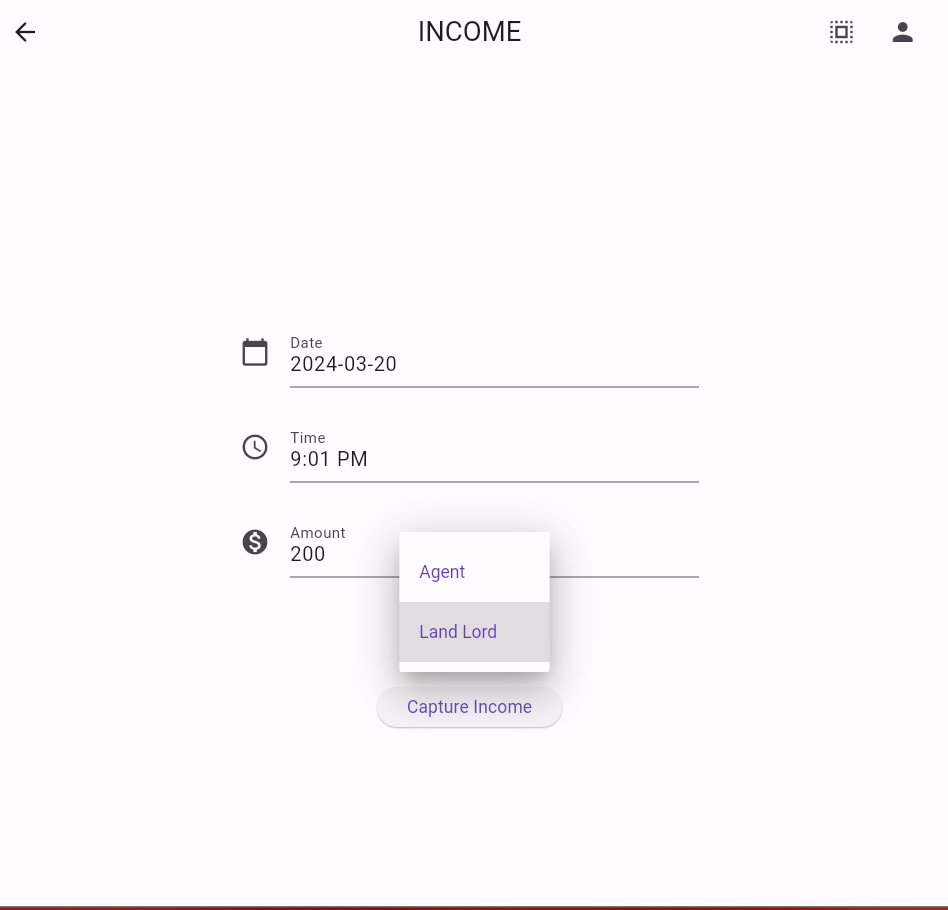 INCOME
Date
2024-03-20
Time
9:01 PM
Amount
200
Agent
Land Lord
Capture Income